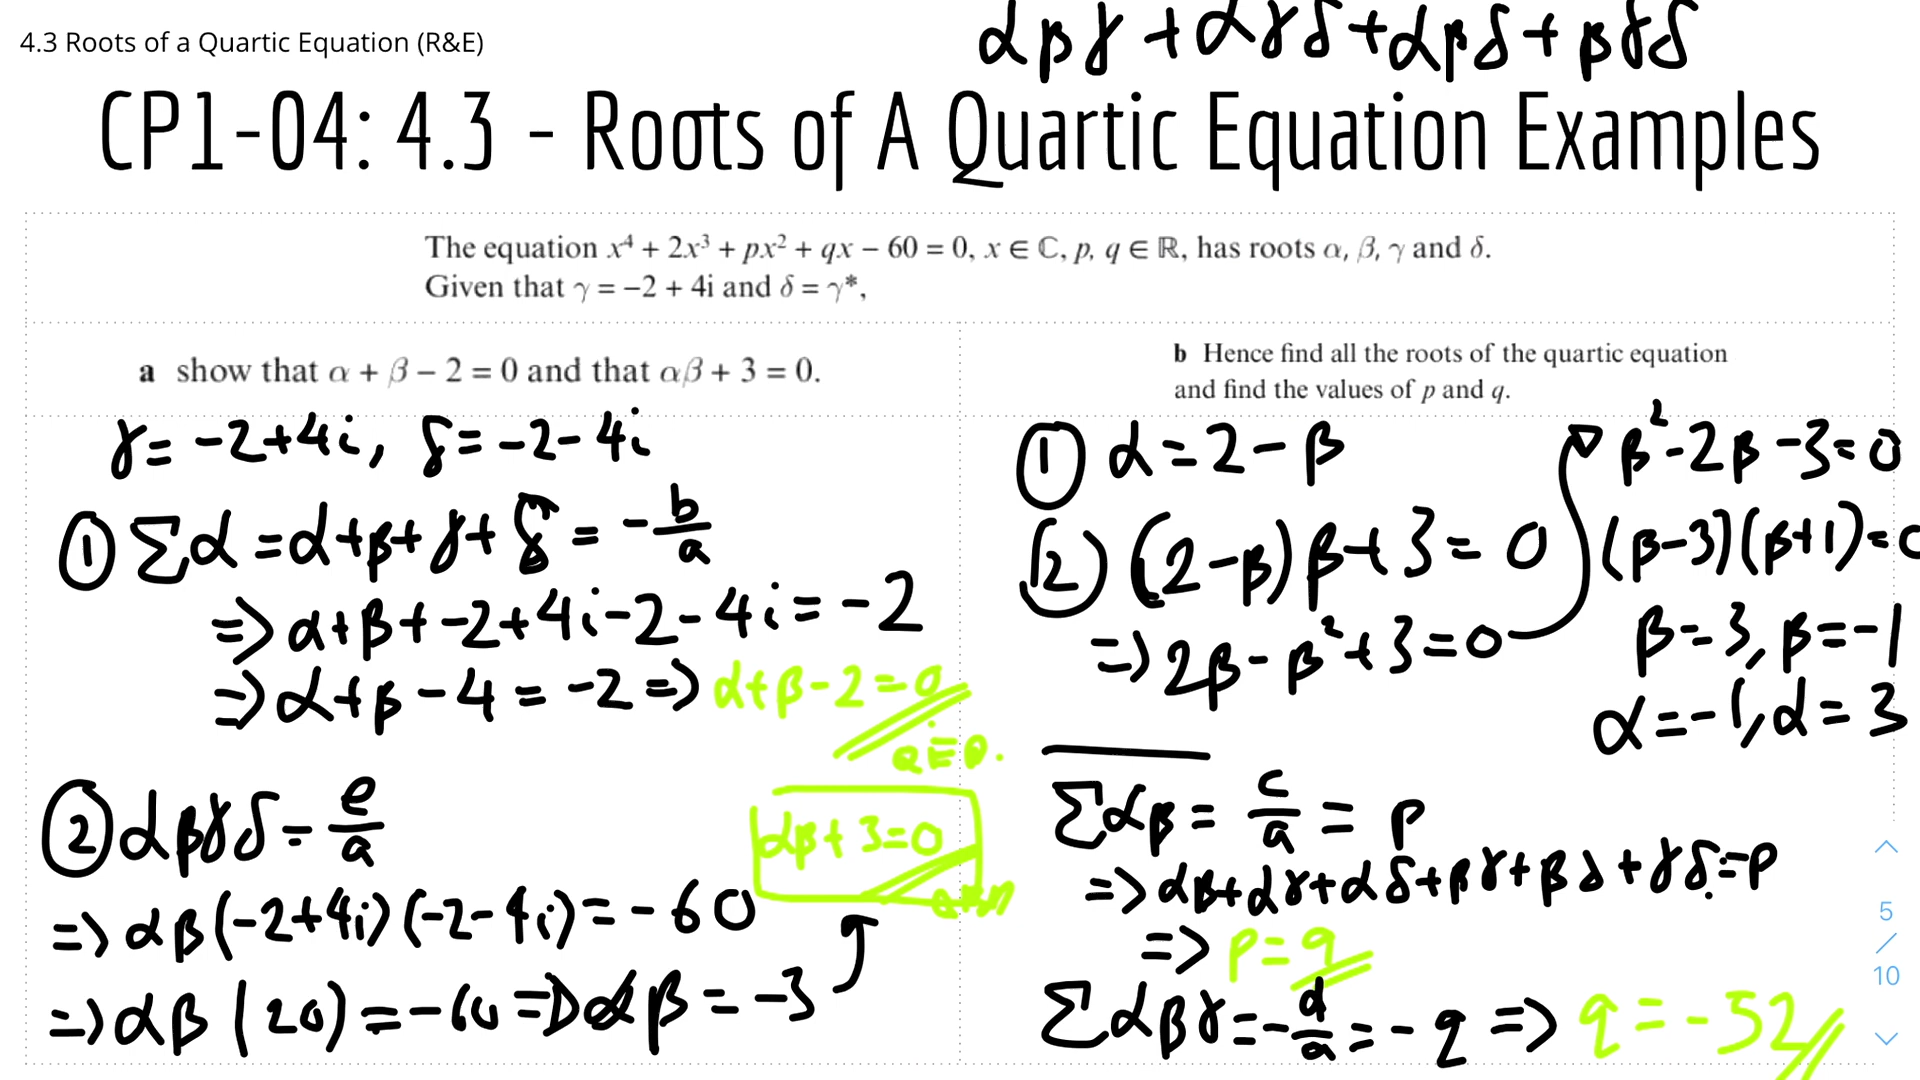 4.3 Roots of a Quartic Equation (R&E)
αβγ + αγδ + αβδ + βγδ
CP1-04: 4.3 - Roots of A Quartic Equation Examples
The equation x⁴ + 2x³ + px² + qx − 60 = 0, x ∈ ℂ, p, q ∈ ℝ, has roots α, β, γ and δ.
Given that γ = −2 + 4i and δ = γ*,
a show that α + β − 2 = 0 and that αβ + 3 = 0.
γ = -2+4i, δ = -2-4i
① Σα = α+β+γ+δ = -b/a
=> α+β+-2+4i-2-4i = -2
=> α+β-4 = -2 => α+β-2=0
Q.E.D.
② αβγδ = e/a
=> αβ(-2+4i)(-2-4i) = -60
=> αβ(20) = -60 => αβ = -3
αβ+3=0
b Hence find all the roots of the quartic equation
and find the values of p and q.
① α = 2-β
② (2-β)β+3 = 0
=> 2β-β²+3=0
β²-2β-3=0
(β-3)(β+1)=0
β=3, β=-1
α=-1, α=3
Σαβ = c/a = p
=> αβ+αγ+αδ+βγ+βδ+γδ=p
=> p=9
Σαβγ = -d/a = -q => q = -52
5
/
10